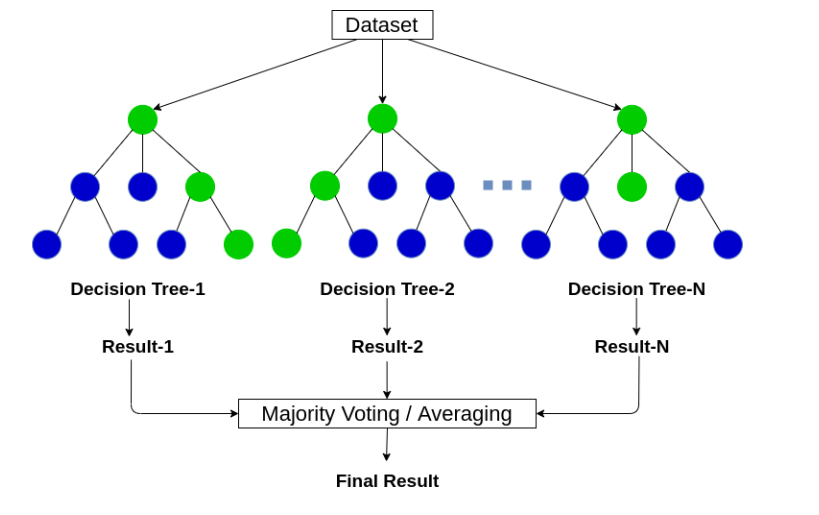 Dataset
Decision Tree-1
Decision Tree-2
Decision Tree-N
Result-1
Result-2
Result-N
Majority Voting / Averaging
Final Result